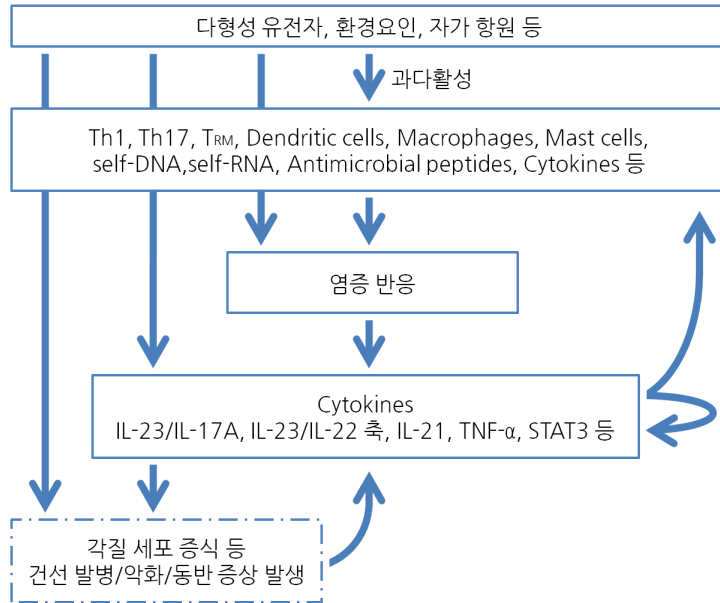 다형성 유전자, 환경요인, 자가 항원 등
과다활성
Th1, Th17, TRM, Dendritic cells, Macrophages, Mast cells,
self-DNA,self-RNA, Antimicrobial peptides, Cytokines 등
염증 반응
Cytokines
IL-23/IL-17A, IL-23/IL-22 축, IL-21, TNF-α, STAT3 등
각질 세포 증식 등
건선 발병/악화/동반 증상 발생